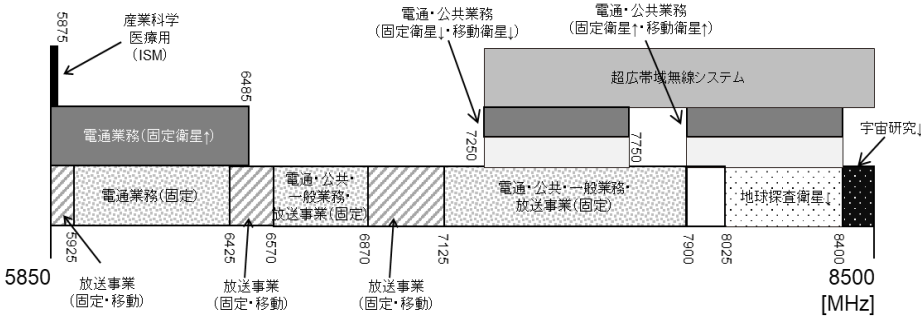 5875
産業科学
医療用
(ISM)
6485
電通・公共業務
(固定衛星↓・移動衛星↓)
電通・公共業務
(固定衛星↑・移動衛星↑)
超広帯域無線システム
電通業務(固定衛星↑)
7250
7750
宇宙研究↓
電通業務(固定)
電通・公共・
一般業務・
放送事業(固定)
電通・公共・一般業務・
放送事業(固定)
地球探査衛星↓
5925
6425
6570
6870
7125
7900
8025
8400
5850
8500
[MHz]
放送事業
(固定・移動)
放送事業
(固定・移動)
放送事業
(固定・移動)